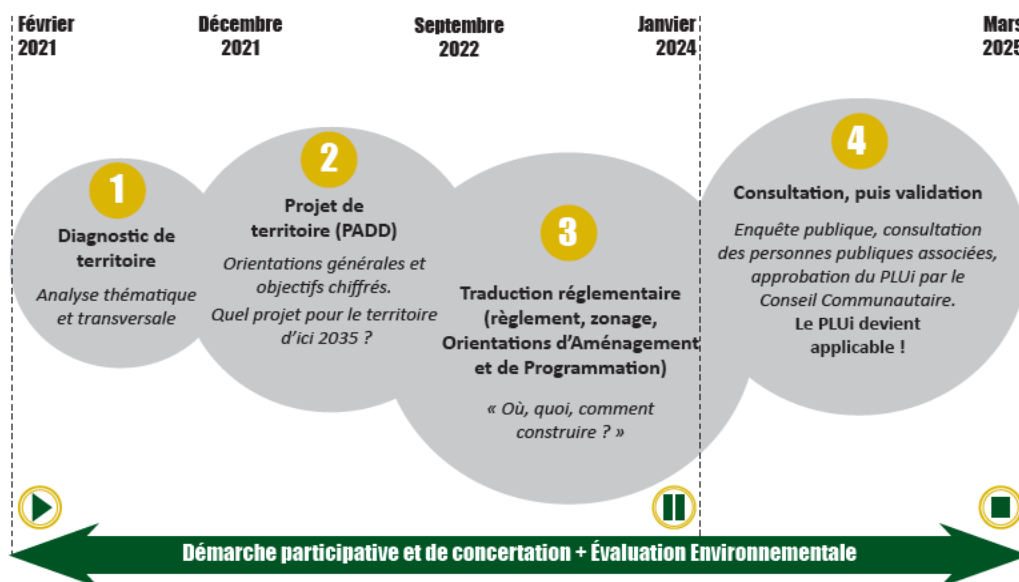 Février
2021
Décembre
2021
Septembre
2022
Janvier
2024
Mars
2025
1
Diagnostic de
territoire
Analyse thématique
et transversale
2
Projet de
territoire (PADD)
Orientations générales et
objectifs chiffrés.
Quel projet pour le territoire
d'ici 2035 ?
3
Traduction réglementaire
(règlement, zonage,
Orientations d'Aménagement
et de Programmation)
« Où, quoi, comment
construire ? »
4
Consultation, puis validation
Enquête publique, consultation
des personnes publiques associées,
approbation du PLUi par le
Conseil Communautaire.
Le PLUi devient
applicable !
Démarche participative et de concertation + Évaluation Environnementale